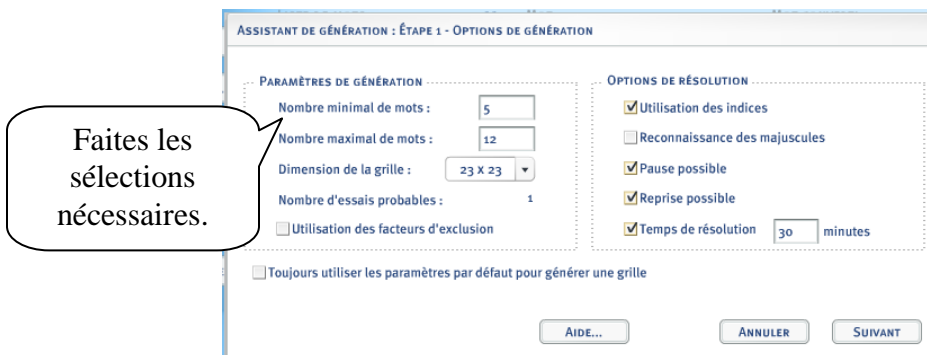 ASSISTANT DE GÉNÉRATION : ÉTAPE 1 - OPTIONS DE GÉNÉRATION
Faites les
sélections
nécessaires.
PARAMÈTRES DE GÉNÉRATION
Nombre minimal de mots : 5
Nombre maximal de mots : 12
Dimension de la grille : 23 X 23
Nombre d'essais probables : 1
Utilisation des facteurs d'exclusion
OPTIONS DE RÉSOLUTION
Utilisation des indices
Reconnaissance des majuscules
Pause possible
Reprise possible
Temps de résolution 30 minutes
Toujours utiliser les paramètres par défaut pour générer une grille
AIDE... ANNULER SUIVANT